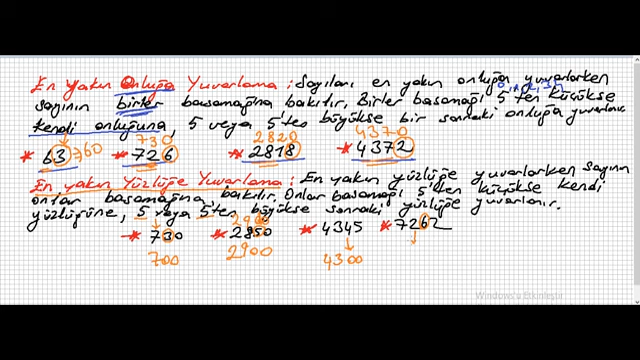 En yakın Onluğa Yuvarlama : Sayıları en yakın onluğa yuvarlarken
sayının birler basamağına bakılır. Birler basamağı 5'ten küçükse
kendi onluğuna, 5 veya 5'ten büyükse bir sonraki onluğa yuvarlanır
730 2820 4370
* 63 760 * 726 * 2818 * 4372
En yakın Yüzlüğe Yuvarlama : En yakın yüzlüğe yuvarlarken sayının
onlar basamağına bakılır. Onlar basamağı 5'ten küçükse kendi
yüzlüğüne, 5 veya 5'ten büyükse sonraki yüzlüğe yuvarlanır.
* 730 * 2850 * 4345 * 7262
700 2900 4300
Windows'u Etkinleştir